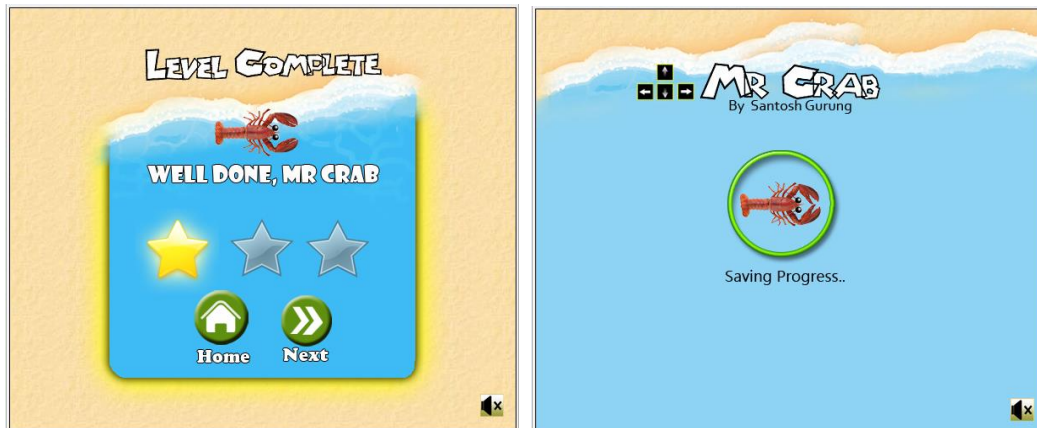 LEVEL COMPLETE
WELL DONE, MR CRAB
Home Next
MR CRAB
By Santosh Gurung
Saving Progress..